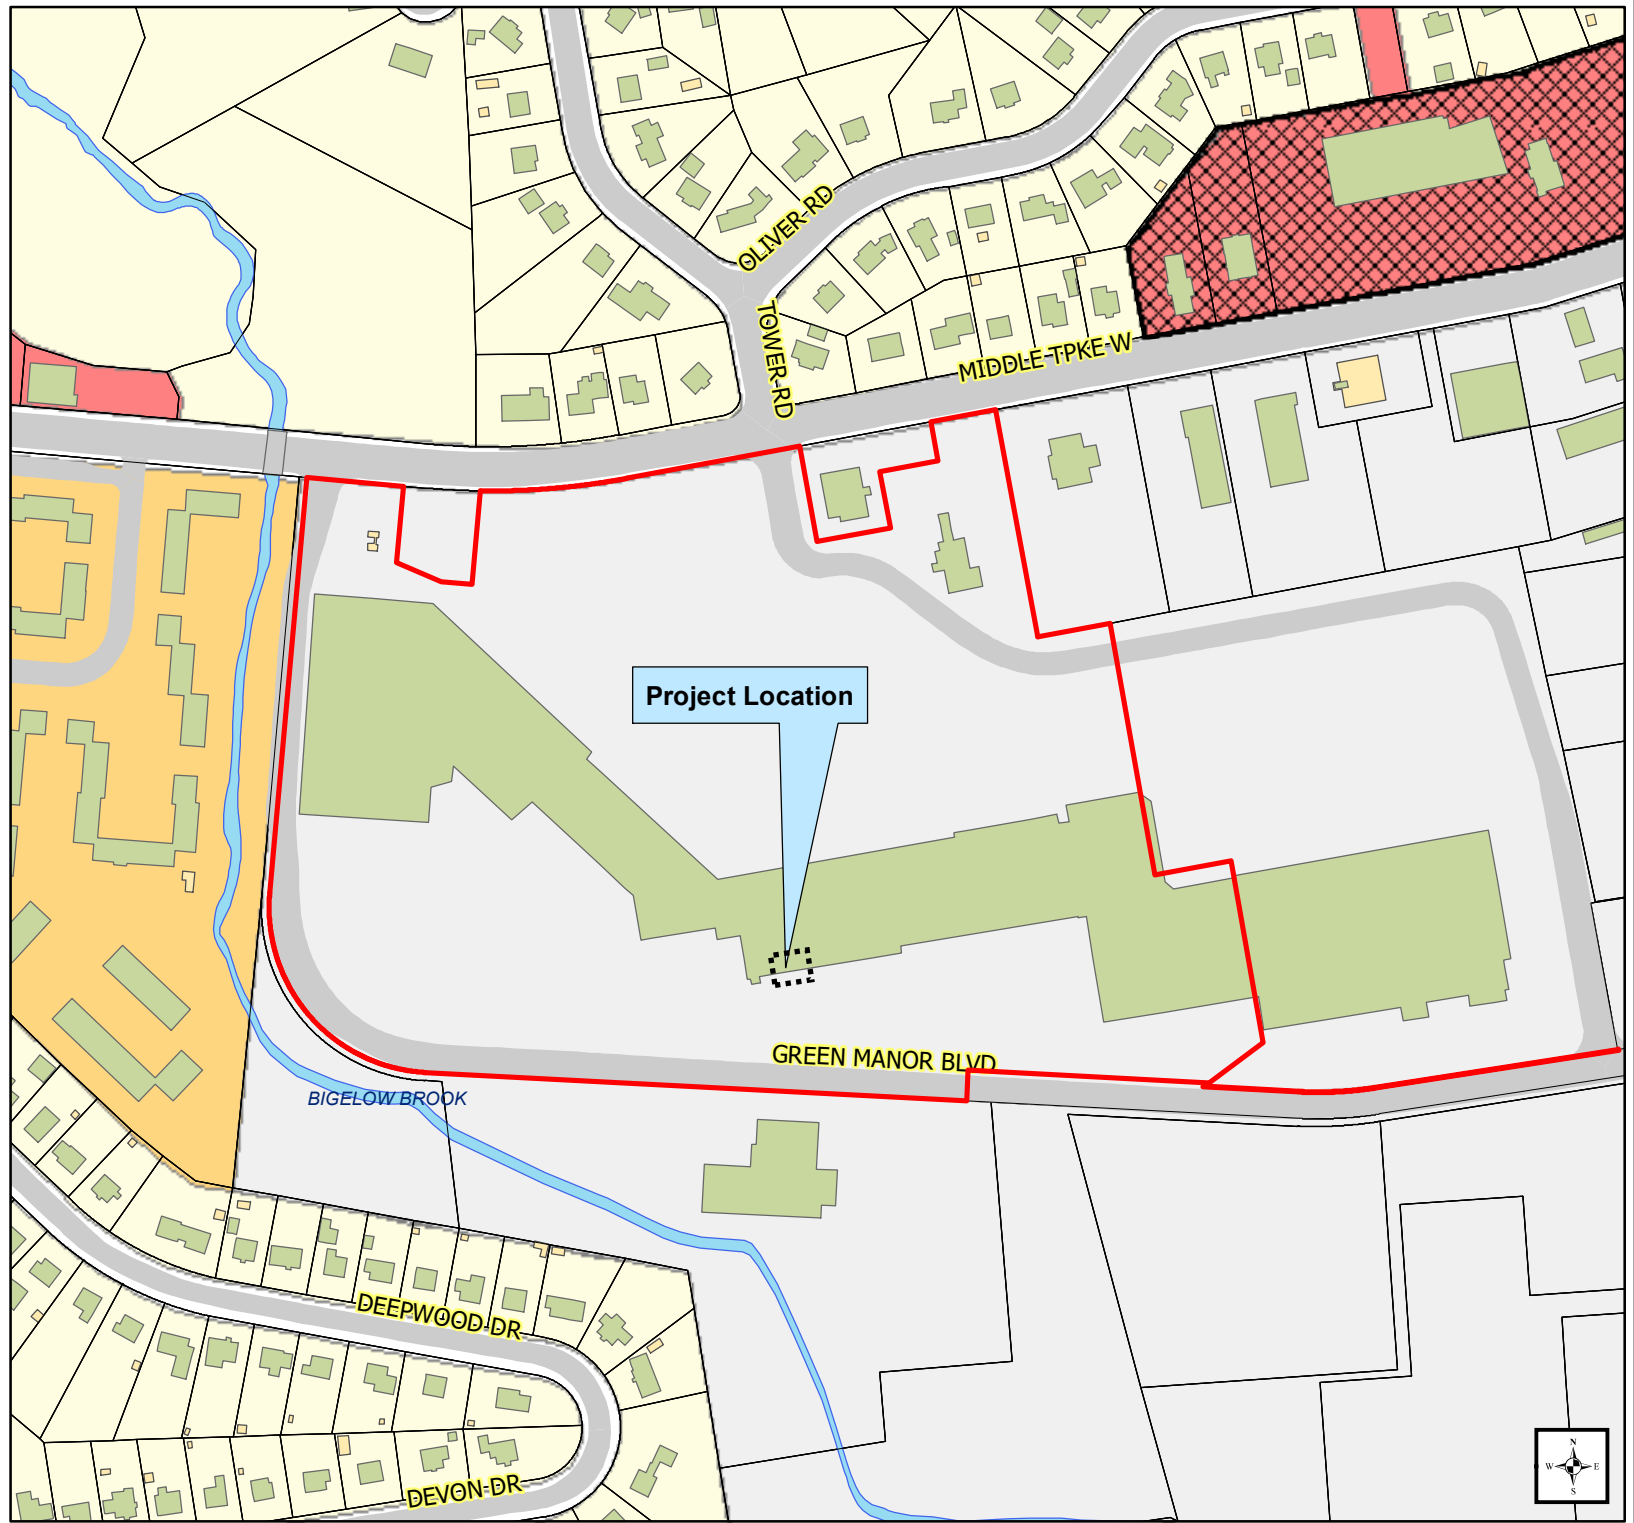 OLIVER RD
TOWER RD
MIDDLE TPKE W
Project Location
GREEN MANOR BLVD
BIGELOW BROOK
DEEPWOOD DR
DEVON DR
N
W E
S